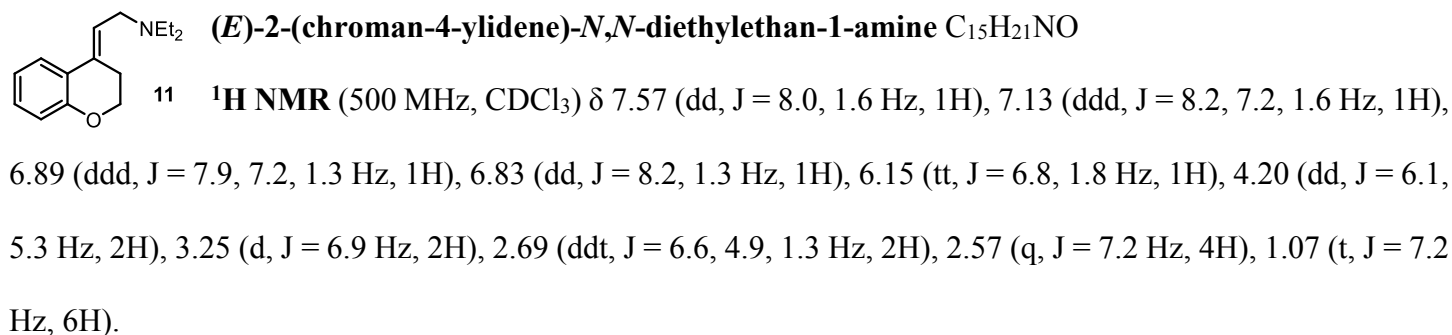 NEt₂ (E)-2-(chroman-4-ylidene)-N,N-diethylethan-1-amine C₁₅H₂₁NO
O 11 ¹H NMR (500 MHz, CDCl₃) δ 7.57 (dd, J = 8.0, 1.6 Hz, 1H), 7.13 (ddd, J = 8.2, 7.2, 1.6 Hz, 1H),
6.89 (ddd, J = 7.9, 7.2, 1.3 Hz, 1H), 6.83 (dd, J = 8.2, 1.3 Hz, 1H), 6.15 (tt, J = 6.8, 1.8 Hz, 1H), 4.20 (dd, J = 6.1,
5.3 Hz, 2H), 3.25 (d, J = 6.9 Hz, 2H), 2.69 (ddt, J = 6.6, 4.9, 1.3 Hz, 2H), 2.57 (q, J = 7.2 Hz, 4H), 1.07 (t, J = 7.2
Hz, 6H).